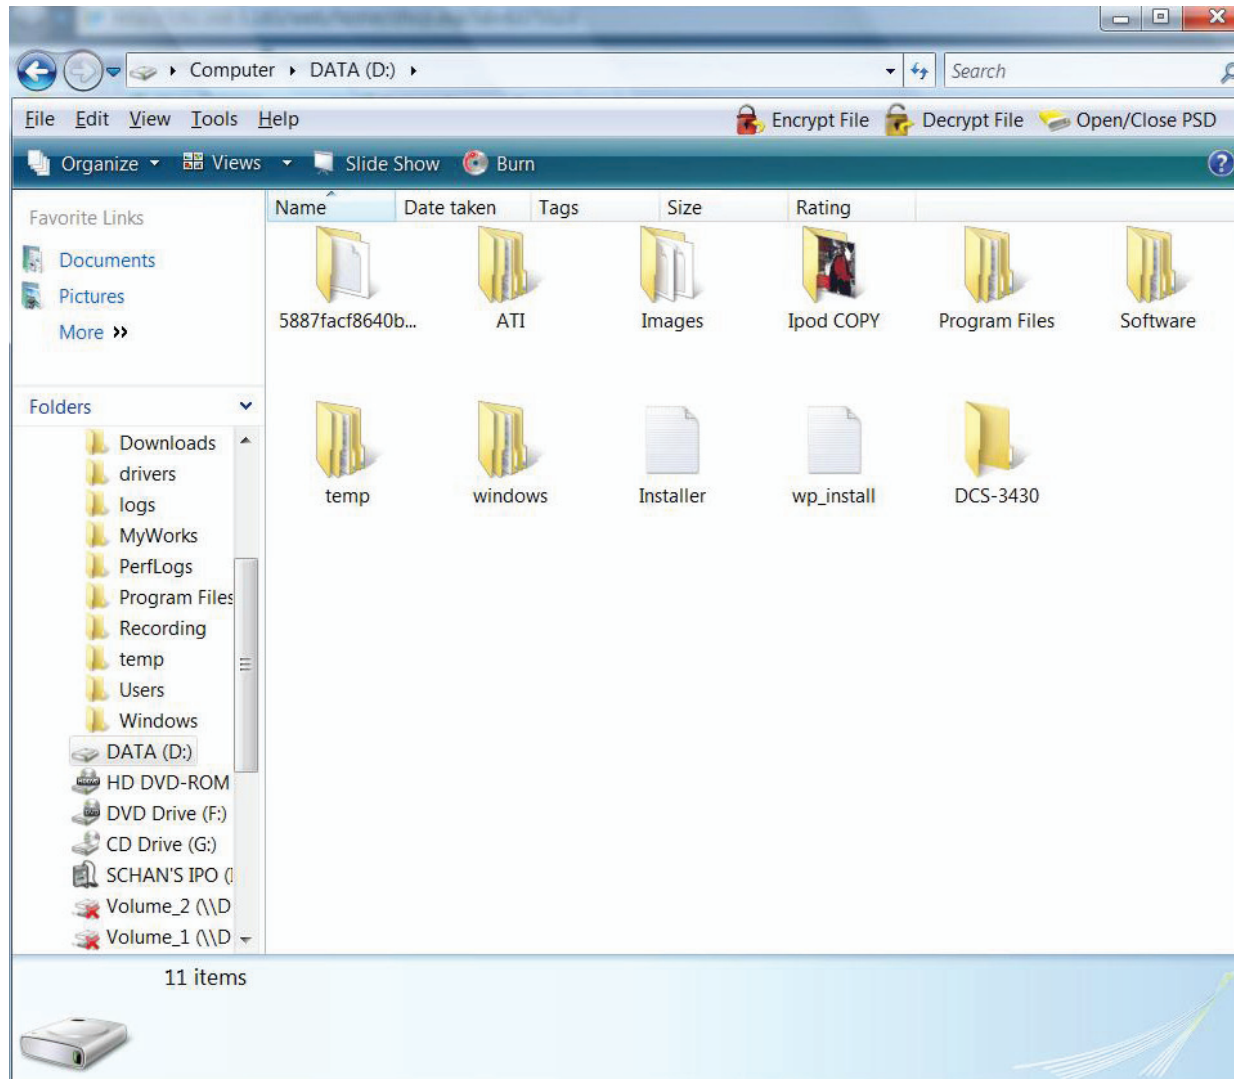 Computer DATA (D:) Search
File Edit View Tools Help Encrypt File Decrypt File Open/Close PSD
Organize Views Slide Show Burn
Favorite Links
Documents
Pictures
More
Folders
Downloads
drivers
logs
MyWorks
PerfLogs
Program Files
Recording
temp
Users
Windows
DATA (D:)
HD DVD-ROM
DVD Drive (F:)
CD Drive (G:)
SCHAN'S IPO (
Volume_2 (\\D
Volume_1 (\\D
Name Date taken Tags Size Rating
5887facf8640b... ATI Images Ipod COPY Program Files Software
temp windows Installer wp_install DCS-3430
11 items